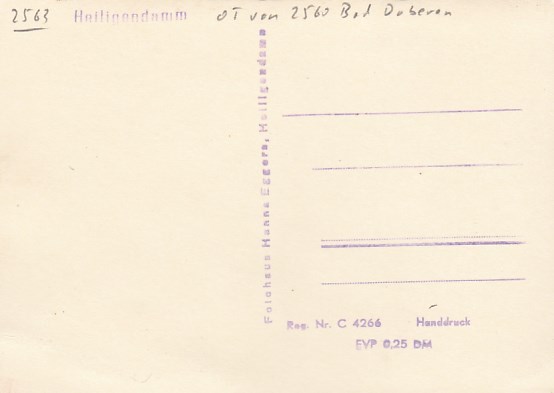 2563 Heiligendamm OT von 2560 Bad Doberan
Fotohaus Hanna Eggers, Heiligendamm
Reg. Nr. C 4266 Handdruck
EVP 0,25 DM